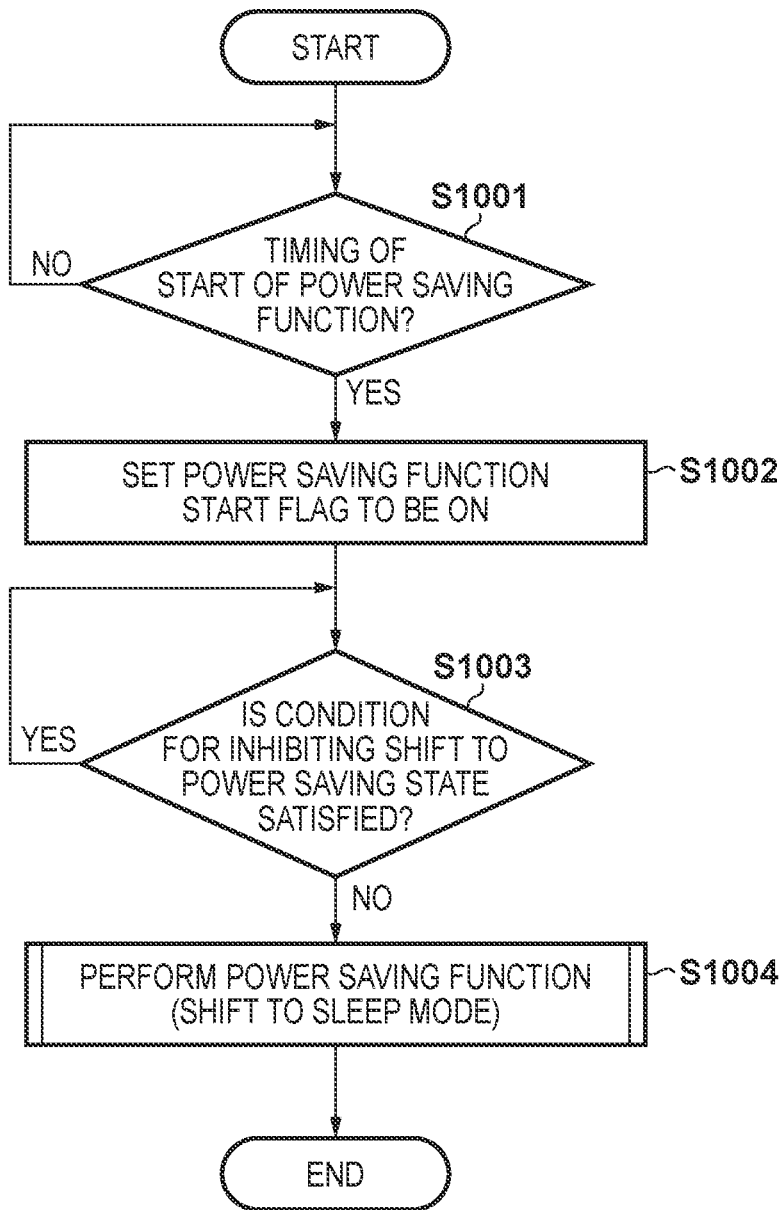 START
S1001
TIMING OF
START OF POWER SAVING
FUNCTION?
NO
YES
SET POWER SAVING FUNCTION
START FLAG TO BE ON
S1002
S1003
IS CONDITION
FOR INHIBITING SHIFT TO
POWER SAVING STATE
SATISFIED?
YES
NO
PERFORM POWER SAVING FUNCTION
(SHIFT TO SLEEP MODE)
S1004
END